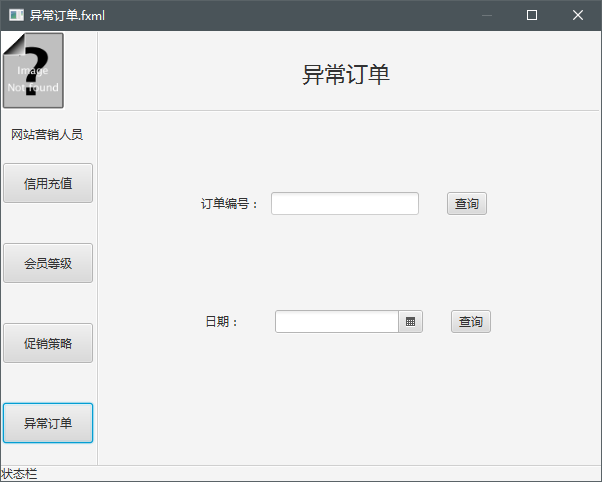 异常订单.fxml
Image
Not found
网站营销人员
信用充值
会员等级
促销策略
异常订单
异常订单
订单编号： 查询
日期： 查询
状态栏